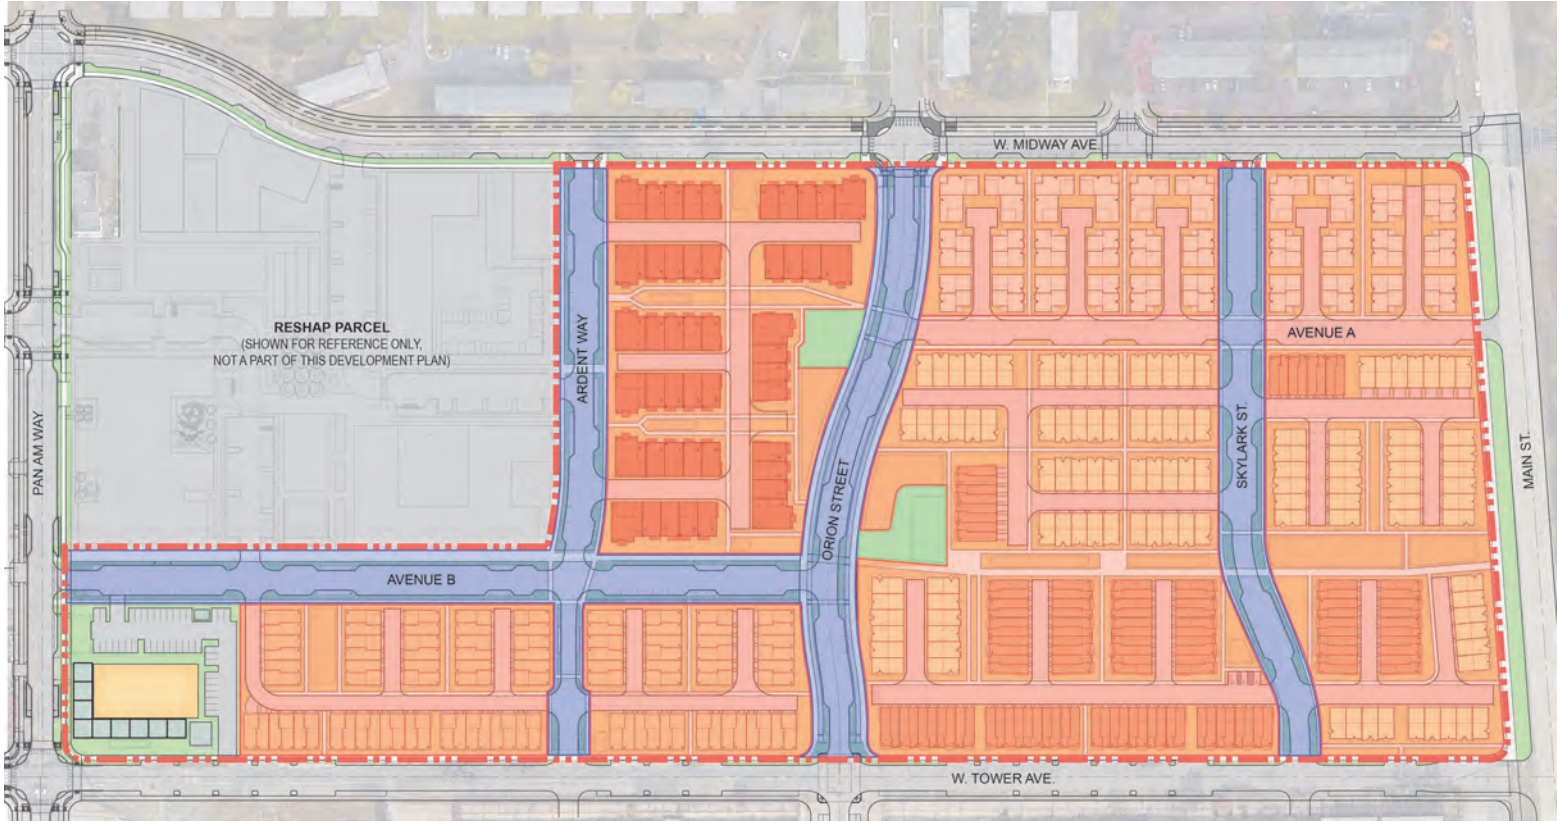 W. MIDWAY AVE.
RESHAP PARCEL
(SHOWN FOR REFERENCE ONLY,
NOT A PART OF THIS DEVELOPMENT PLAN)
ARDENT WAY
AVENUE A
PAN AM WAY
ORION STREET
SKYLARK ST.
MAIN ST.
AVENUE B
W. TOWER AVE.